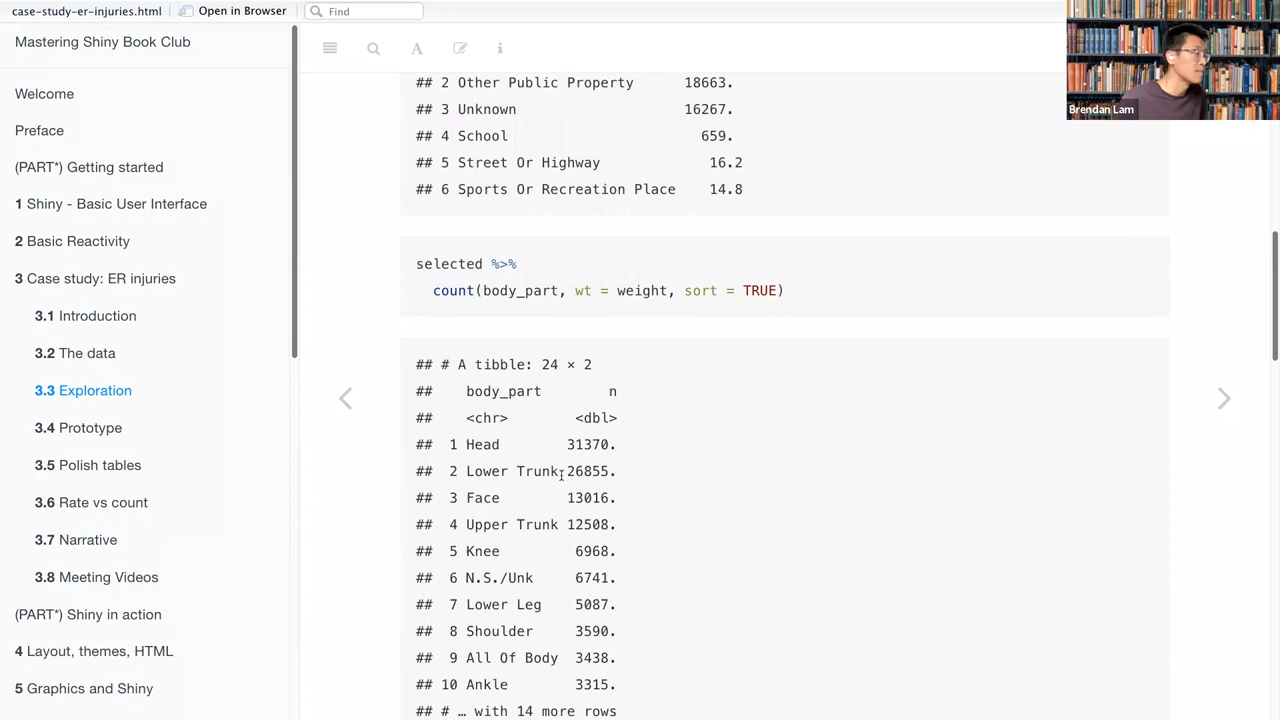 case-study-er-injuries.html
Open in Browser
Find
Mastering Shiny Book Club
Welcome
Preface
(PART*) Getting started
1 Shiny - Basic User Interface
2 Basic Reactivity
3 Case study: ER injuries
3.1 Introduction
3.2 The data
3.3 Exploration
3.4 Prototype
3.5 Polish tables
3.6 Rate vs count
3.7 Narrative
3.8 Meeting Videos
(PART*) Shiny in action
4 Layout, themes, HTML
5 Graphics and Shiny
## 2 Other Public Property 18663.
## 3 Unknown 16267.
## 4 School 659.
## 5 Street Or Highway 16.2
## 6 Sports Or Recreation Place 14.8
selected %>%
count(body_part, wt = weight, sort = TRUE)
## # A tibble: 24 × 2
## body_part n
## <chr> <dbl>
## 1 Head 31370.
## 2 Lower Trunk 26855.
## 3 Face 13016.
## 4 Upper Trunk 12508.
## 5 Knee 6968.
## 6 N.S./Unk 6741.
## 7 Lower Leg 5087.
## 8 Shoulder 3590.
## 9 All Of Body 3438.
## 10 Ankle 3315.
## # … with 14 more rows
Brendan Lam